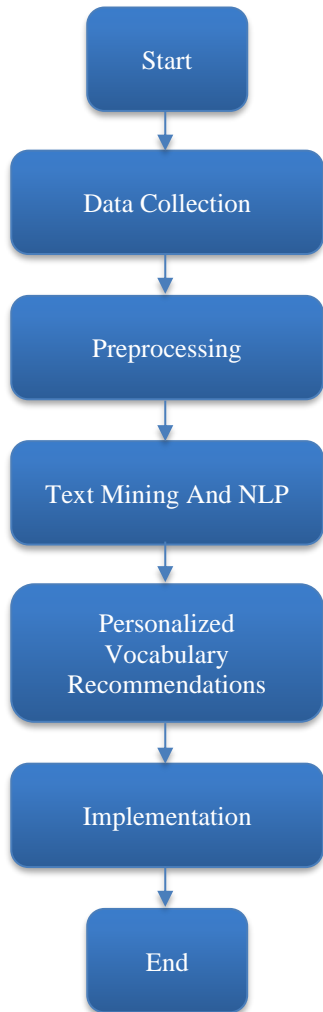 Start
Data Collection
Preprocessing
Text Mining And NLP
Personalized
Vocabulary
Recommendations
Implementation
End